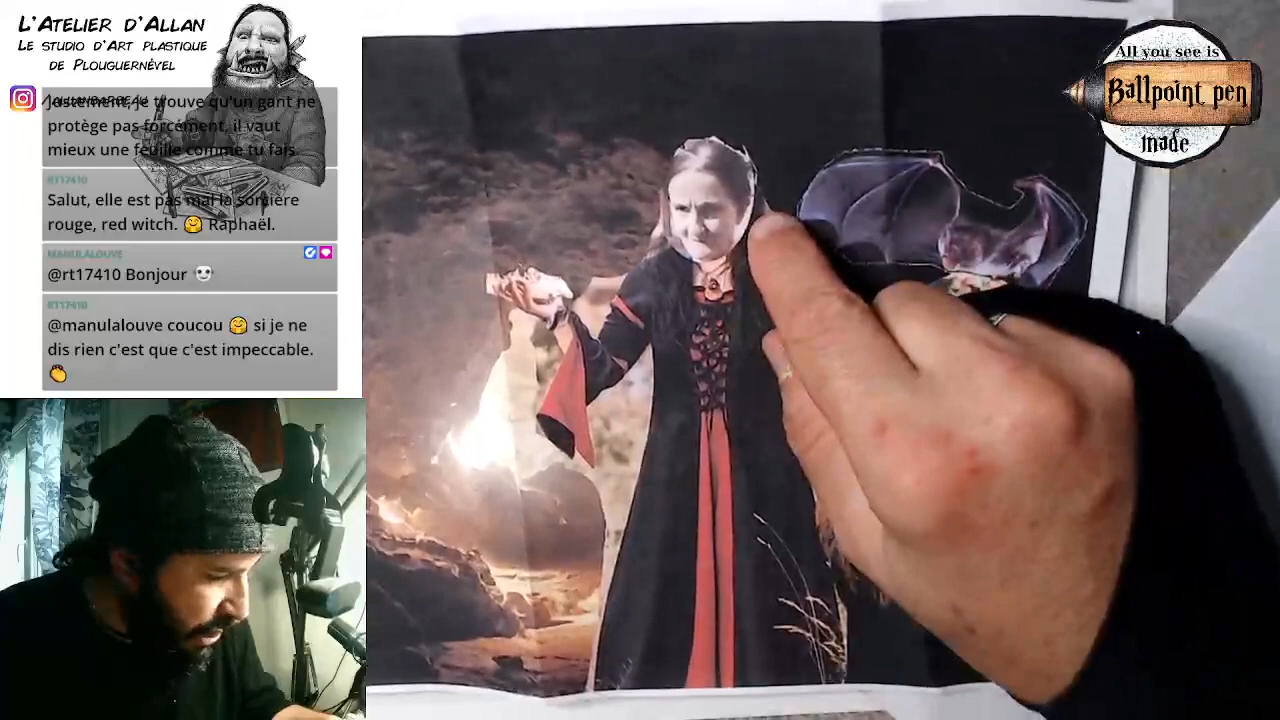 L'Atelier d'Allan
Le studio d'Art plastique
de Plouguernével
Justement, je trouve qu'un gant ne
protège pas forcément, il vaut
mieux une feuille comme tu fais
RT17410
Salut, elle est pas mal la sorcière
rouge, red witch. 🤗 Raphaël.
MANULALOUVE
@rt17410 Bonjour
RT17410
@manulalouve coucou 🤗 si je ne
dis rien c'est que c'est impeccable.
👏
All you see is
Ballpoint pen
made